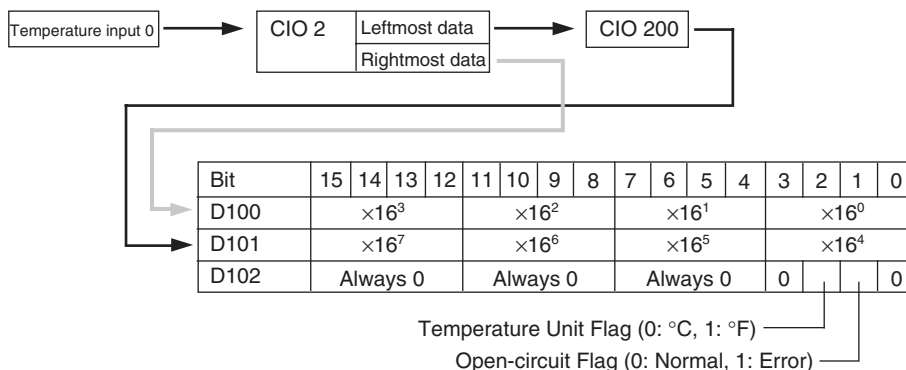 Temperature input 0
CIO 2
Leftmost data
Rightmost data
CIO 200
Bit 15 14 13 12 11 10 9 8 7 6 5 4 3 2 1 0
D100 ×16³ ×16² ×16¹ ×16⁰
D101 ×16⁷ ×16⁶ ×16⁵ ×16⁴
D102 Always 0 Always 0 Always 0 0 0
Temperature Unit Flag (0: °C, 1: °F)
Open-circuit Flag (0: Normal, 1: Error)